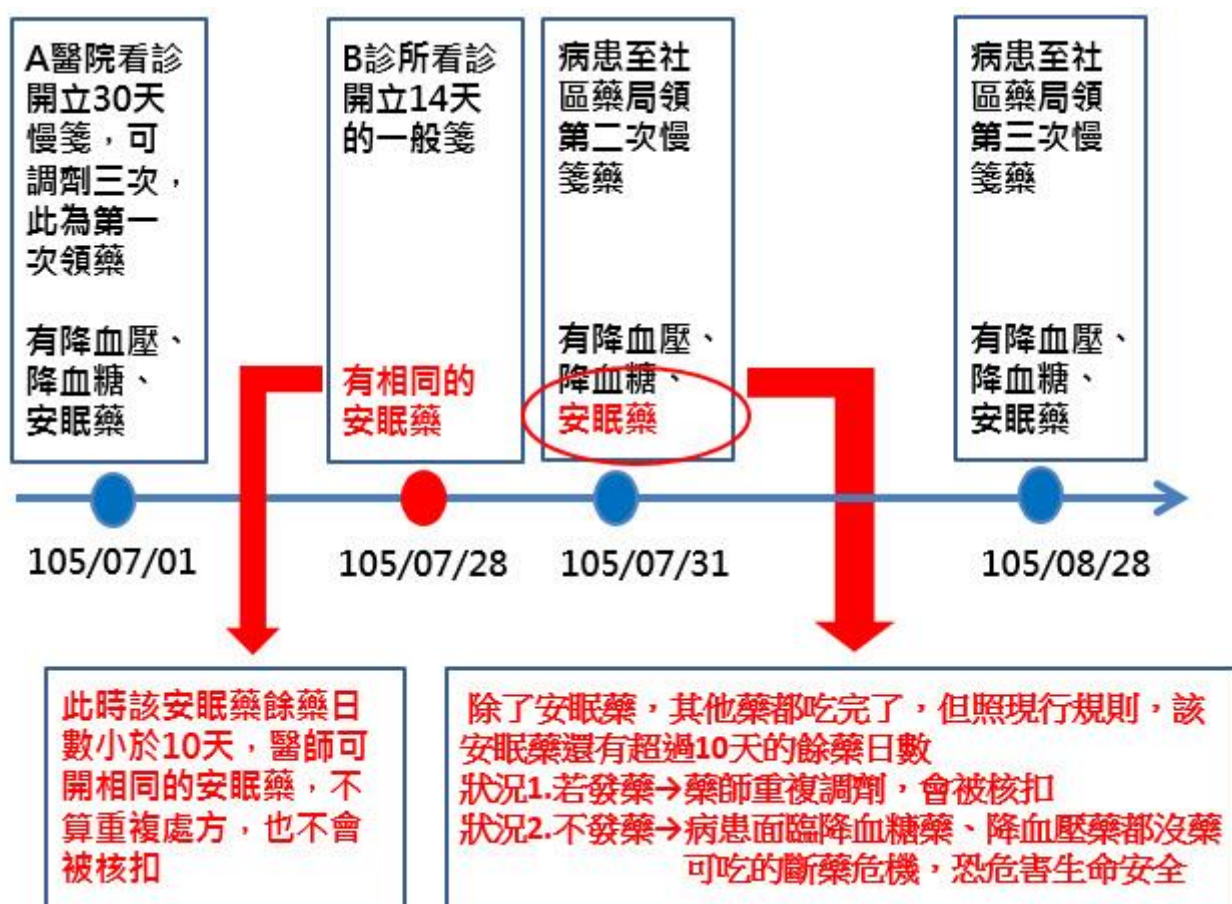 A醫院看診
開立30天
慢箋，可
調劑三次，
此為第一
次領藥
有降血壓、
降血糖、
安眠藥
B診所看診
開立14天
的一般箋
有相同的
安眠藥
病患至社
區藥局領
第二次慢
箋藥
有降血壓、
降血糖、
安眠藥
病患至社
區藥局領
第三次慢
箋藥
有降血壓、
降血糖、
安眠藥
105/07/01
105/07/28
105/07/31
105/08/28
此時該安眠藥餘藥日
數小於10天，醫師可
開相同的安眠藥，不
算重複處方，也不會
被核扣
除了安眠藥，其他藥都吃完了，但照現行規則，該
安眠藥還有超過10天的餘藥日數
狀況1.若發藥→藥師重複調劑，會被核扣
狀況2.不發藥→病患面臨降血糖藥、降血壓藥都沒藥
可吃的斷藥危機，恐危害生命安全